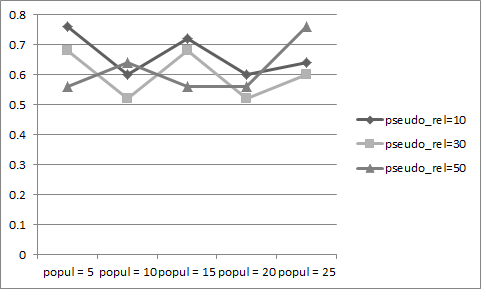 0.8
0.7
0.6
0.5
0.4
0.3
0.2
0.1
0
popul = 5 popul = 10 popul = 15 popul = 20 popul = 25
pseudo_rel=10
pseudo_rel=30
pseudo_rel=50